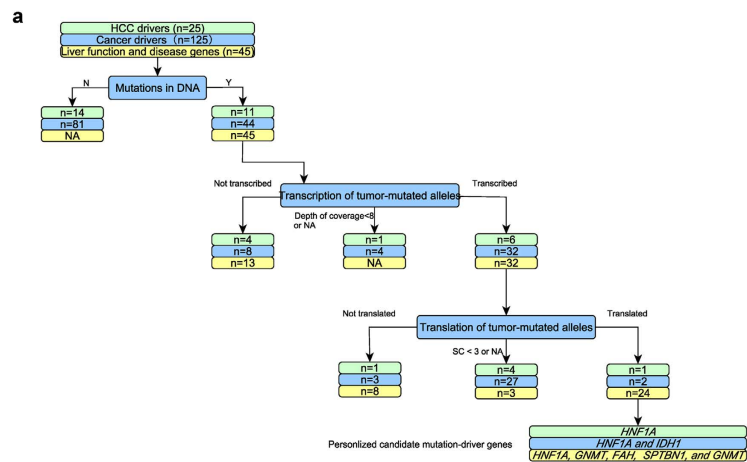 a
HCC drivers (n=25)
Cancer drivers (n=125)
Liver function and disease genes (n=45)
N
Mutations in DNA
Y
n=14
n=81
NA
n=11
n=44
n=45
Not transcribed
Transcription of tumor-mutated alleles
Transcribed
Depth of coverage<8
or NA
n=4
n=8
n=13
n=1
n=4
NA
n=6
n=32
n=32
Not translated
Translation of tumor-mutated alleles
Translated
SC < 3 or NA
n=1
n=3
n=8
n=4
n=27
n=3
n=1
n=2
n=24
Personlized candidate mutation-driver genes
HNF1A
HNF1A and IDH1
HNF1A, GNMT, FAH, SPTBN1, and GNMT